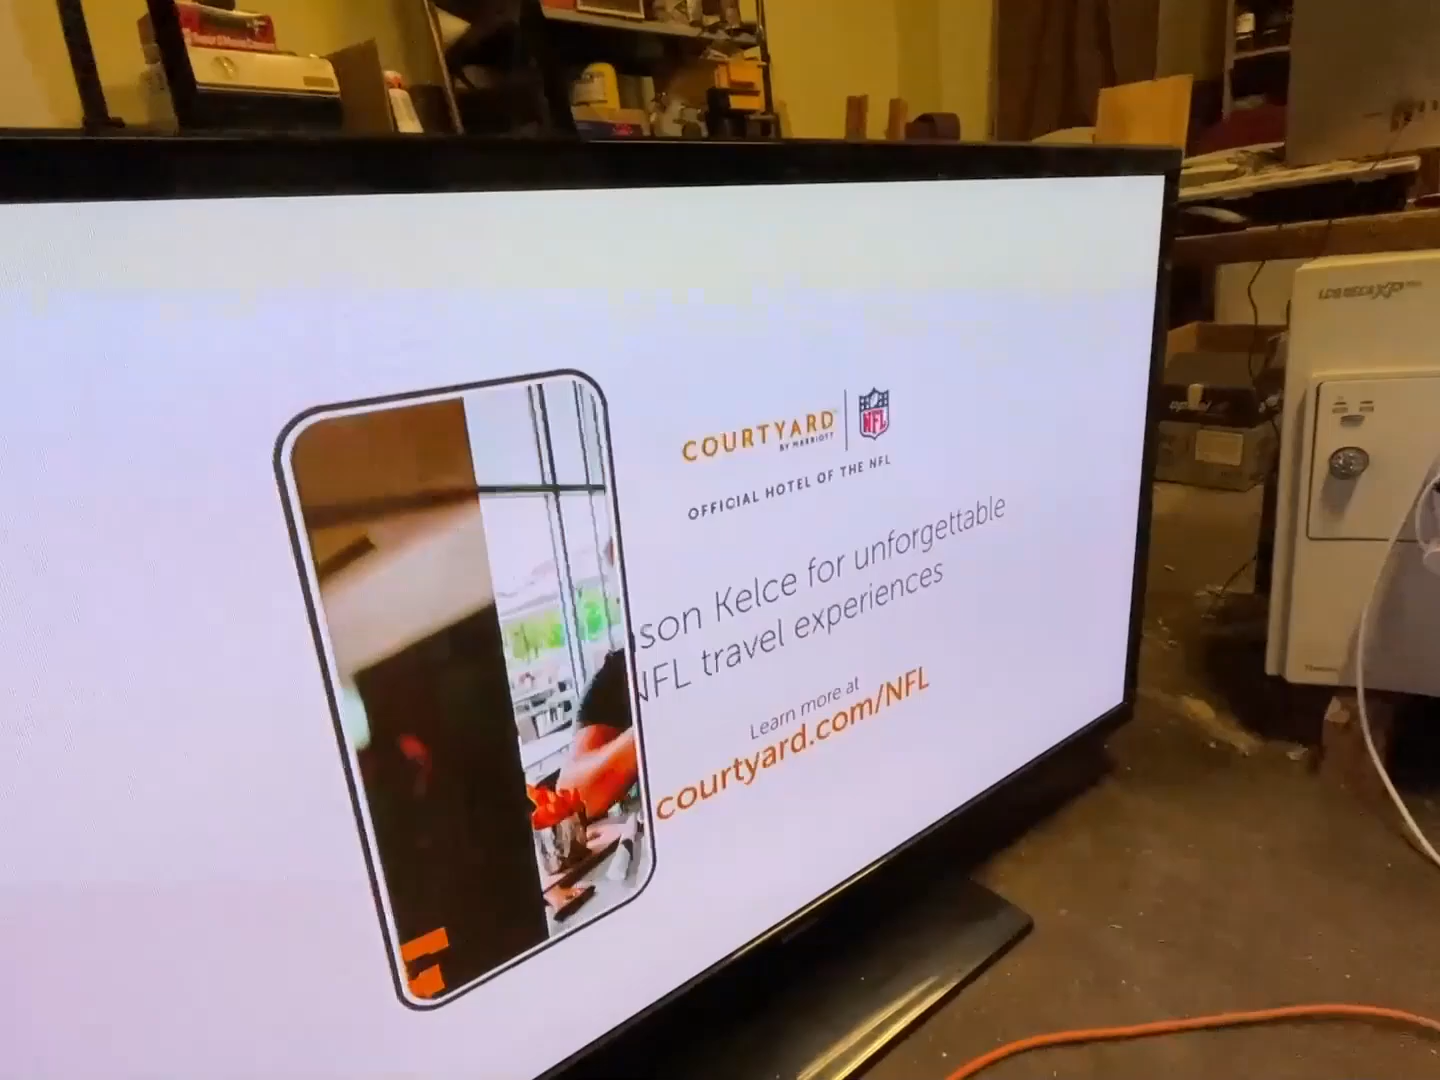 COURTYARD
BY MARRIOTT
NFL
OFFICIAL HOTEL OF THE NFL
son Kelce for unforgettable
NFL travel experiences
Learn more at
courtyard.com/NFL